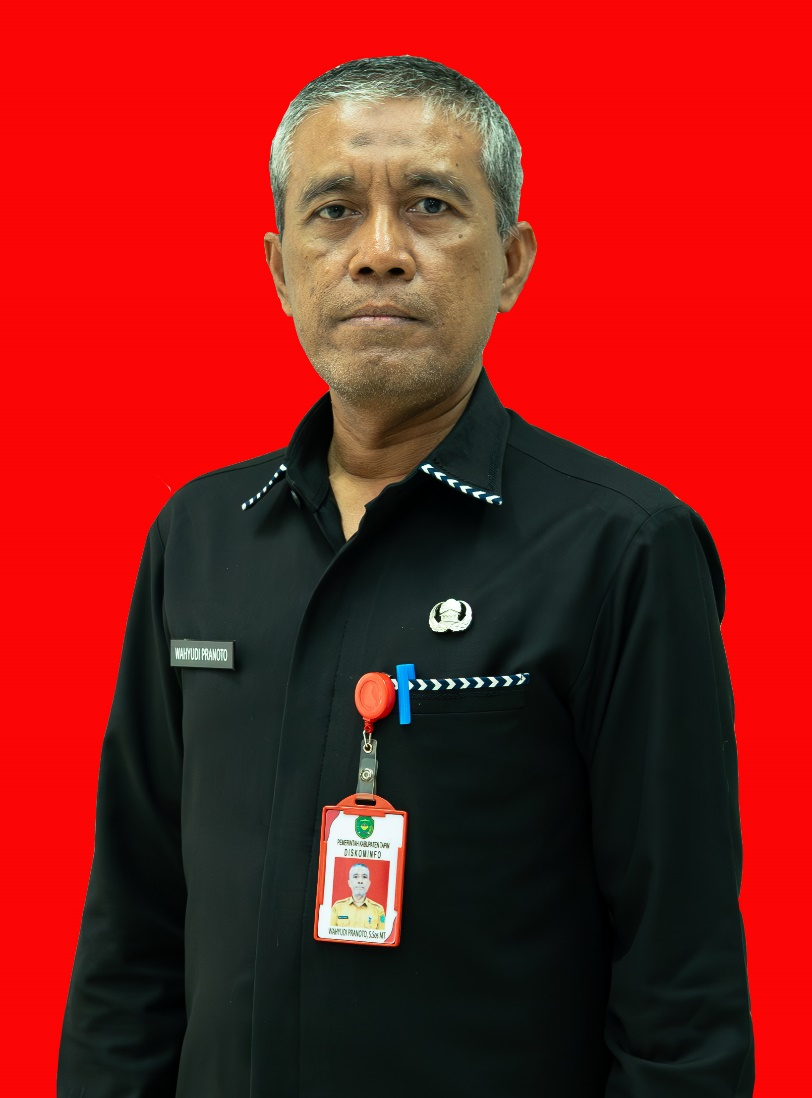 WAHYUDI PRANOTO
PEMERINTAH KABUPATEN TAPIN
DISKOMINFO
WAHYUDI PRANOTO, S.Sos MT